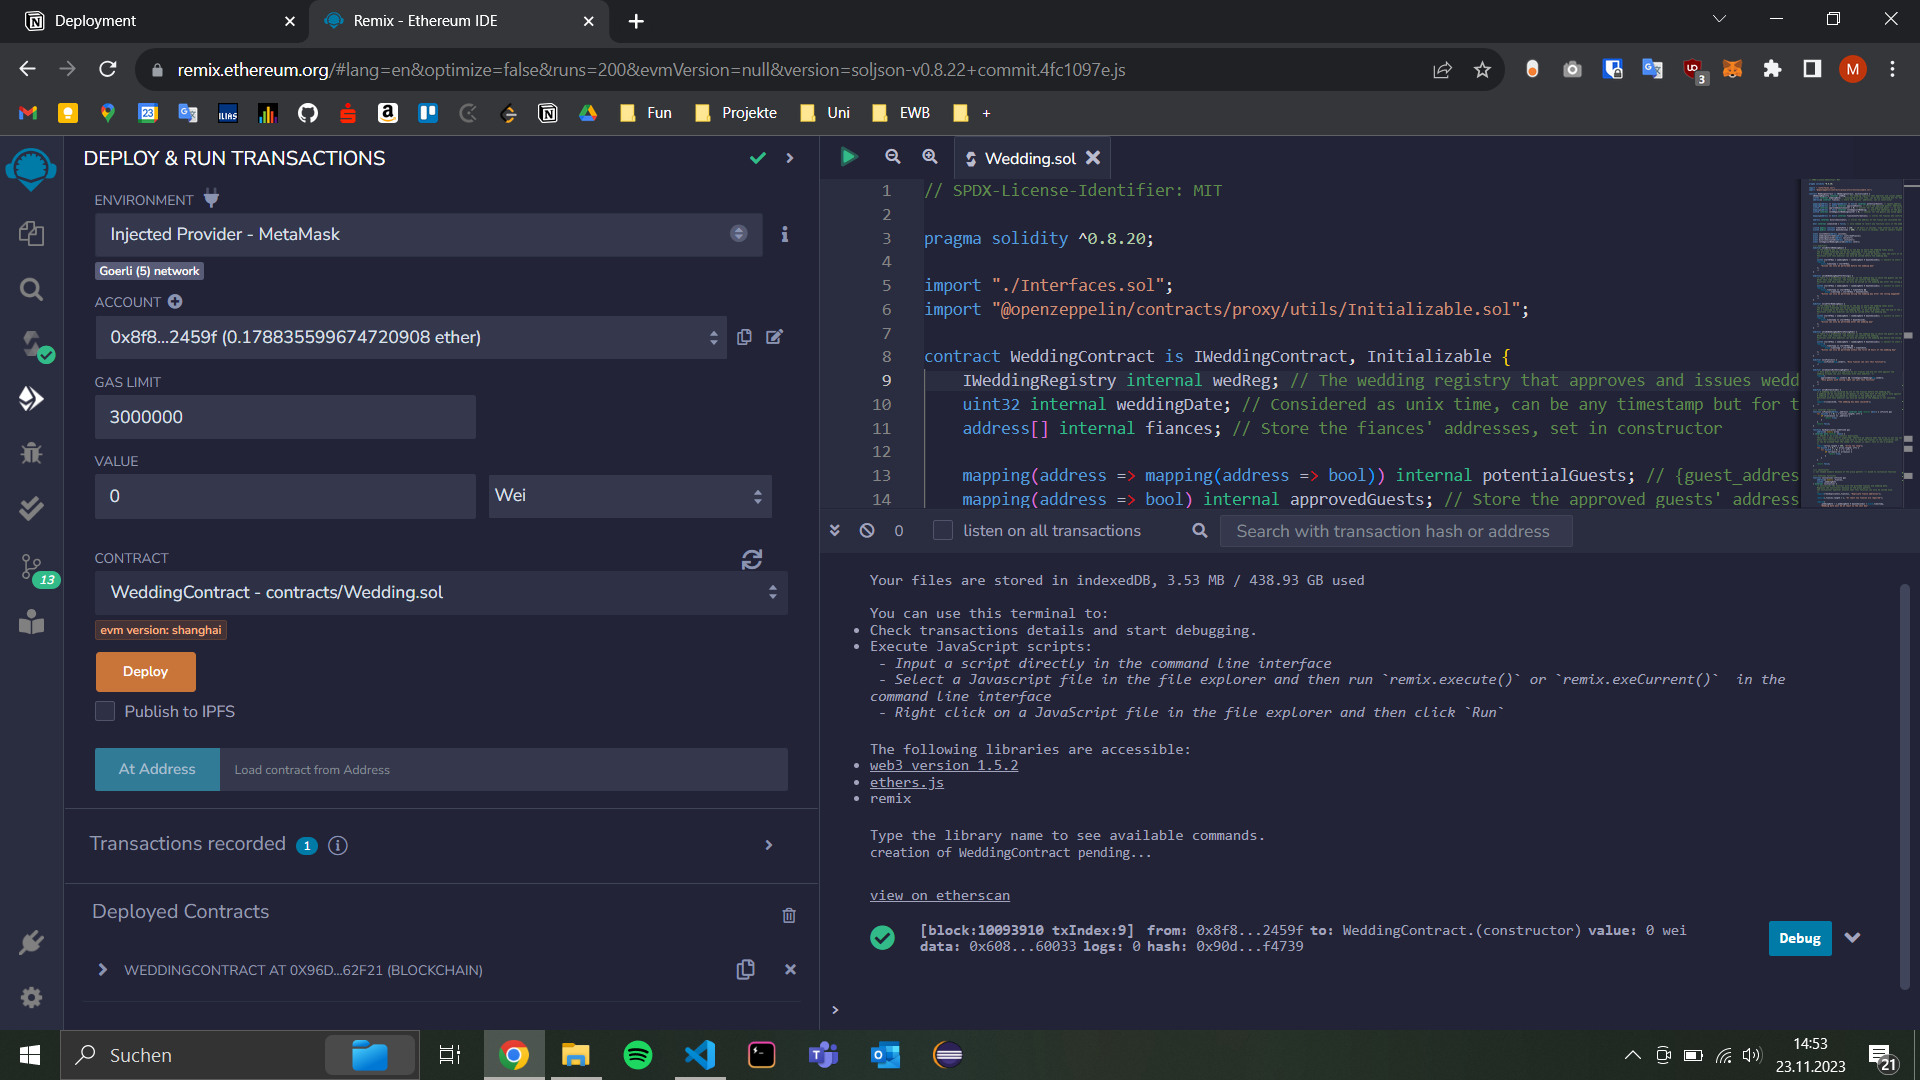 Deployment
Remix - Ethereum IDE
remix.ethereum.org/#lang=en&optimize=false&runs=200&evmVersion=null&version=soljson-v0.8.22+commit.4fc1097e.js
3
M
23
ILIAS
Fun
Projekte
Uni
EWB
+
DEPLOY & RUN TRANSACTIONS
ENVIRONMENT
Injected Provider - MetaMask
Goerli (5) network
ACCOUNT
0x8f8...2459f (0.178835599674720908 ether)
GAS LIMIT
3000000
VALUE
0
Wei
CONTRACT
WeddingContract - contracts/Wedding.sol
evm version: shanghai
Deploy
Publish to IPFS
At Address
Load contract from Address
Transactions recorded 1
Deployed Contracts
WEDDINGCONTRACT AT 0X96D...62F21 (BLOCKCHAIN)
13
Wedding.sol
1 // SPDX-License-Identifier: MIT
2
3 pragma solidity ^0.8.20;
4
5 import "./Interfaces.sol";
6 import "@openzeppelin/contracts/proxy/utils/Initializable.sol";
7
8 contract WeddingContract is IWeddingContract, Initializable {
9 IWeddingRegistry internal wedReg; // The wedding registry that approves and issues wedd
10 uint32 internal weddingDate; // Considered as unix time, can be any timestamp but for t
11 address[] internal fiances; // Store the fiances' addresses, set in constructor
12
13 mapping(address => mapping(address => bool)) internal potentialGuests; // {guest_addres
14 mapping(address => bool) internal approvedGuests; // Store the approved guests' address
0
listen on all transactions
Search with transaction hash or address
Your files are stored in indexedDB, 3.53 MB / 438.93 GB used
You can use this terminal to:
• Check transactions details and start debugging.
• Execute JavaScript scripts:
- Input a script directly in the command line interface
- Select a Javascript file in the file explorer and then run `remix.execute()` or `remix.exeCurrent()` in the
command line interface
- Right click on a JavaScript file in the file explorer and then click `Run`
The following libraries are accessible:
• web3 version 1.5.2
• ethers.js
• remix
Type the library name to see available commands.
creation of WeddingContract pending...
view on etherscan
[block:10093910 txIndex:9] from: 0x8f8...2459f to: WeddingContract.(constructor) value: 0 wei
data: 0x608...60033 logs: 0 hash: 0x90d...f4739
Debug
>
Suchen
14:53
23.11.2023
21